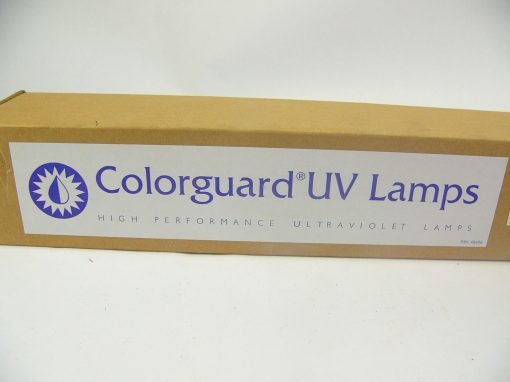 Colorguard® UV Lamps
HIGH PERFORMANCE ULTRAVIOLET LAMPS